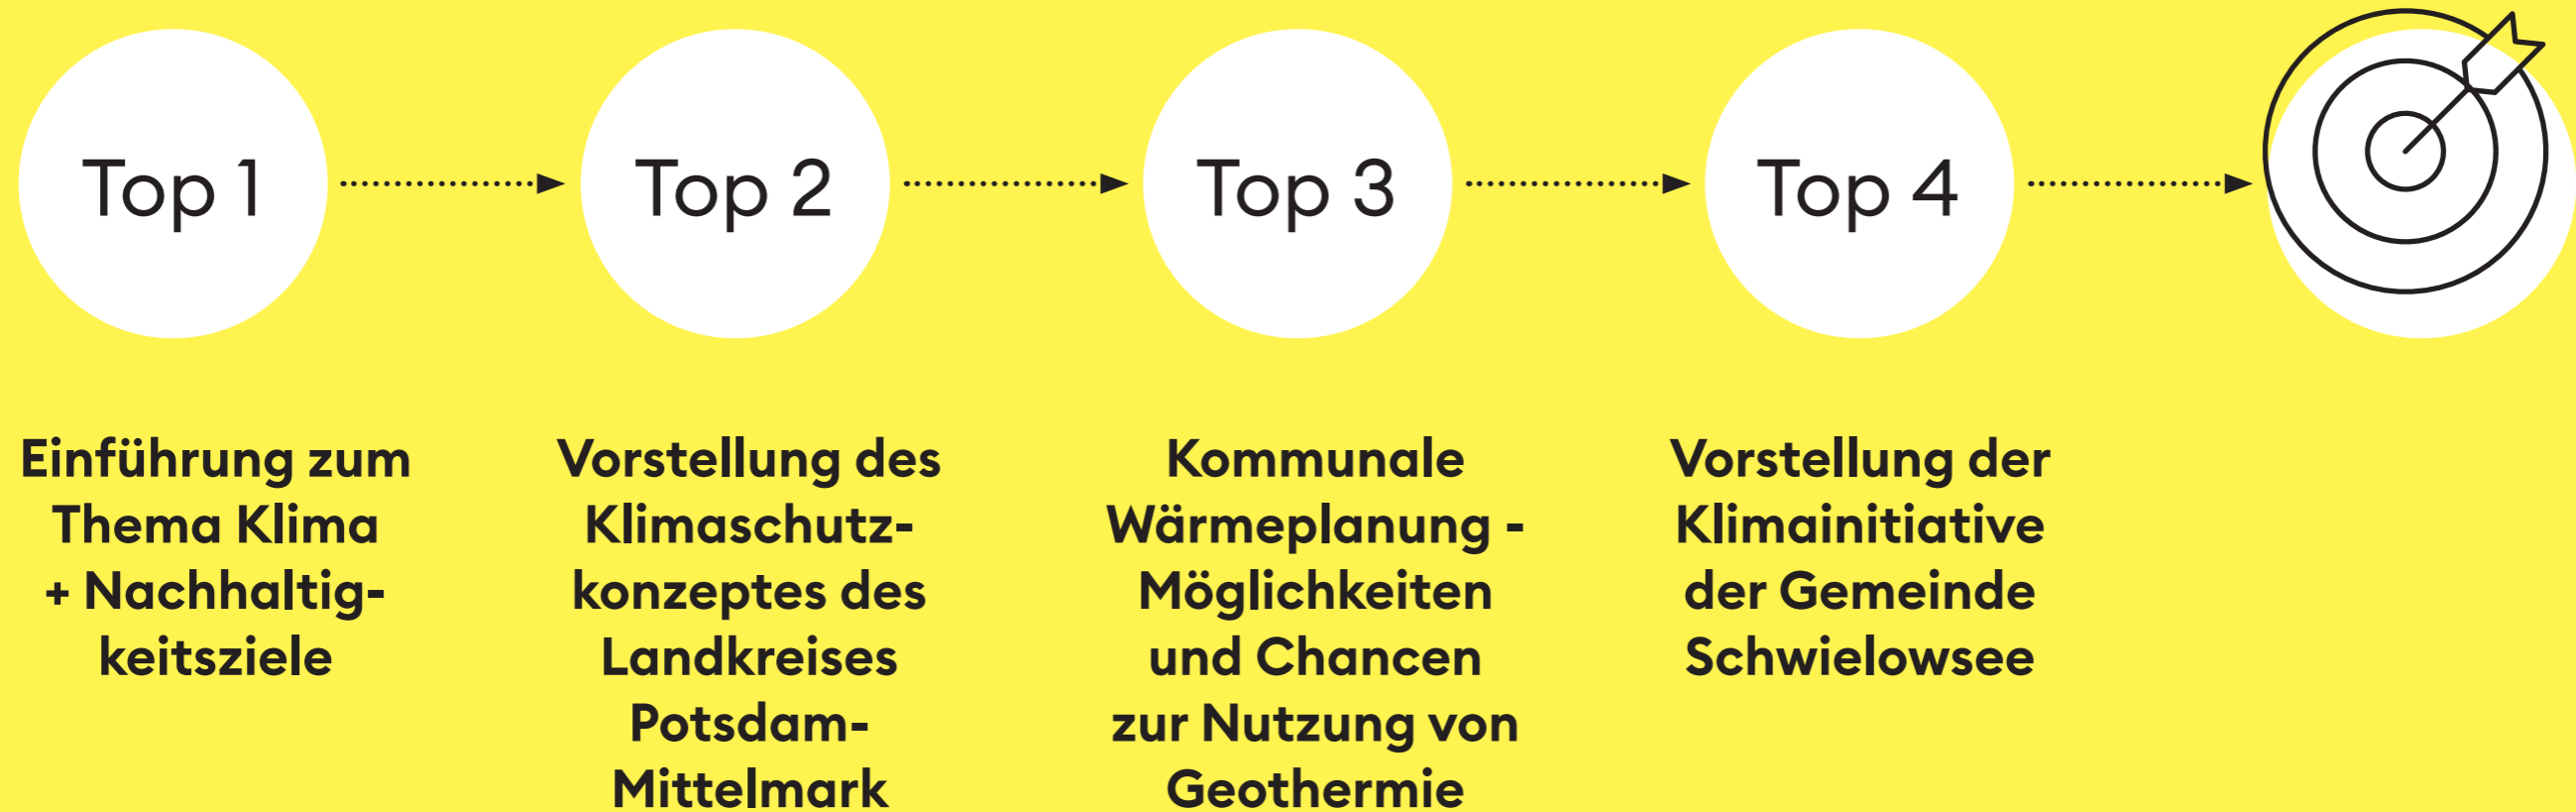 Top 1
Top 2
Top 3
Top 4
Einführung zum
Thema Klima
+ Nachhaltig-
keitsziele
Vorstellung des
Klimaschutz-
konzeptes des
Landkreises
Potsdam-
Mittelmark
Kommunale
Wärmeplanung -
Möglichkeiten
und Chancen
zur Nutzung von
Geothermie
Vorstellung der
Klimainitiative
der Gemeinde
Schwielowsee